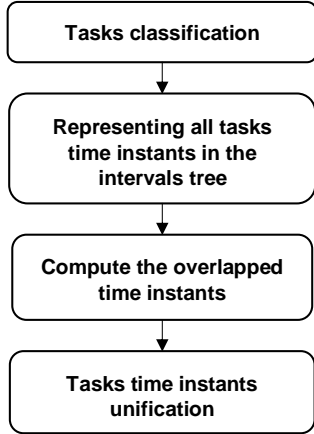 Tasks classification
Representing all tasks
time instants in the
intervals tree
Compute the overlapped
time instants
Tasks time instants
unification